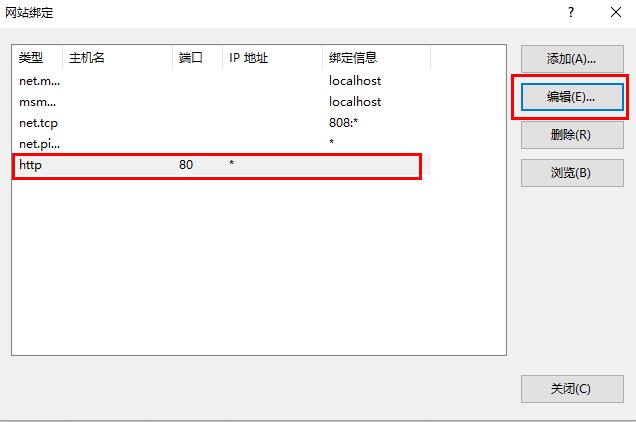 网站绑定
?
类型 主机名 端口 IP 地址 绑定信息
net.m... localhost
msm... localhost
net.tcp 808:*
net.pi... *
http 80 *
添加(A)...
编辑(E)...
删除(R)
浏览(B)
关闭(C)